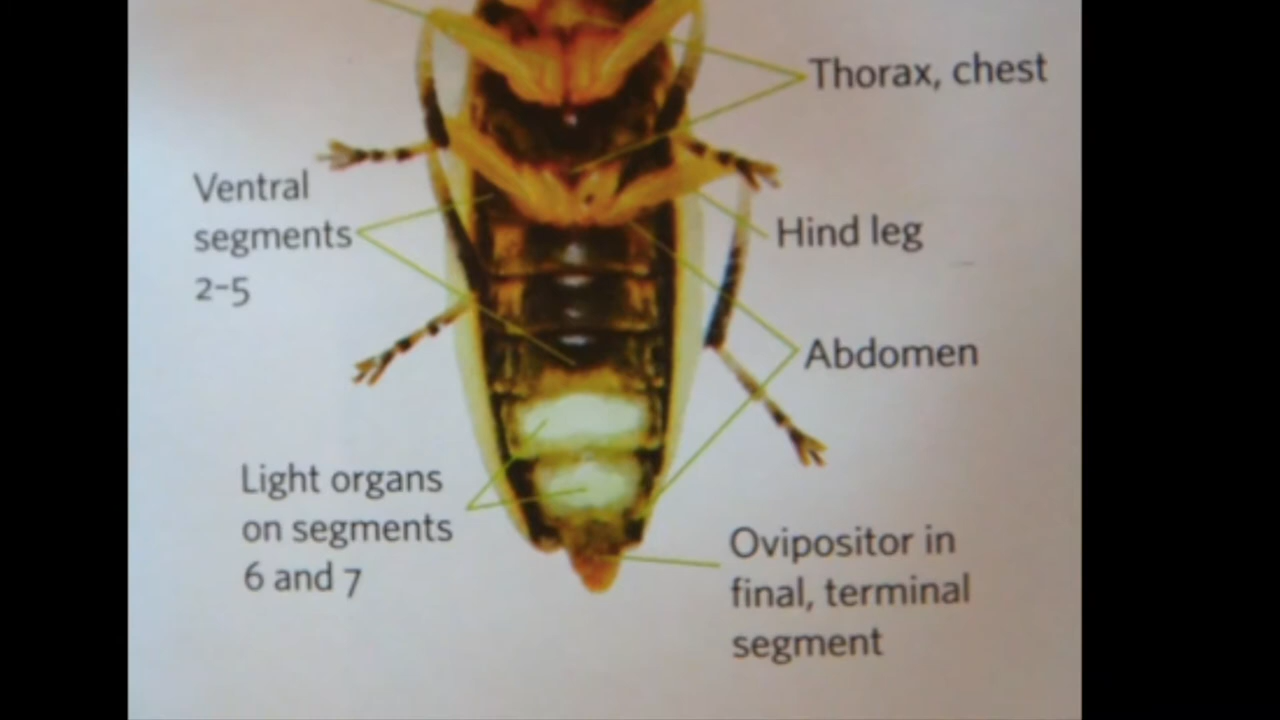 Thorax, chest
Ventral
segments
2-5
Hind leg
Abdomen
Light organs
on segments
6 and 7
Ovipositor in
final, terminal
segment